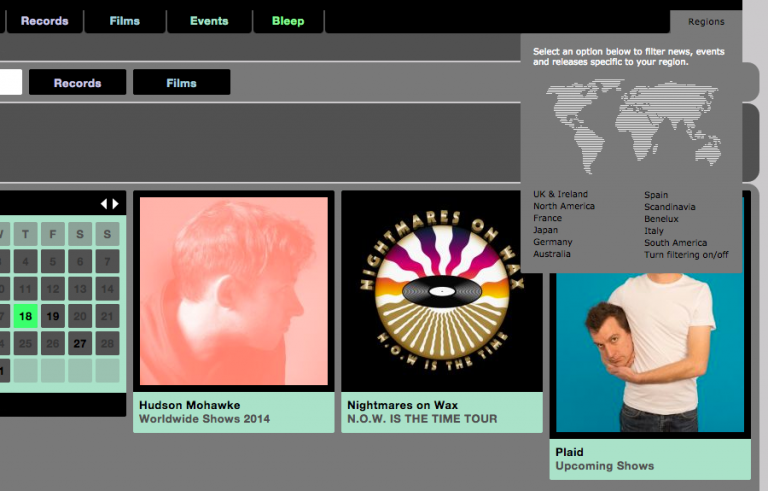 Records
Films
Events
Bleep
Regions
Select an option below to filter news, events
and releases specific to your region.
Records
Films
UK & Ireland
North America
France
Japan
Germany
Australia
Spain
Scandinavia
Benelux
Italy
South America
Turn filtering on/off
T F S S
4 5 6 7
11 12 13 14
18 19 20 21
25 26 27 28
NIGHTMARES ON WAX
N.O.W IS THE TIME
Hudson Mohawke
Worldwide Shows 2014
Nightmares on Wax
N.O.W. IS THE TIME TOUR
Plaid
Upcoming Shows